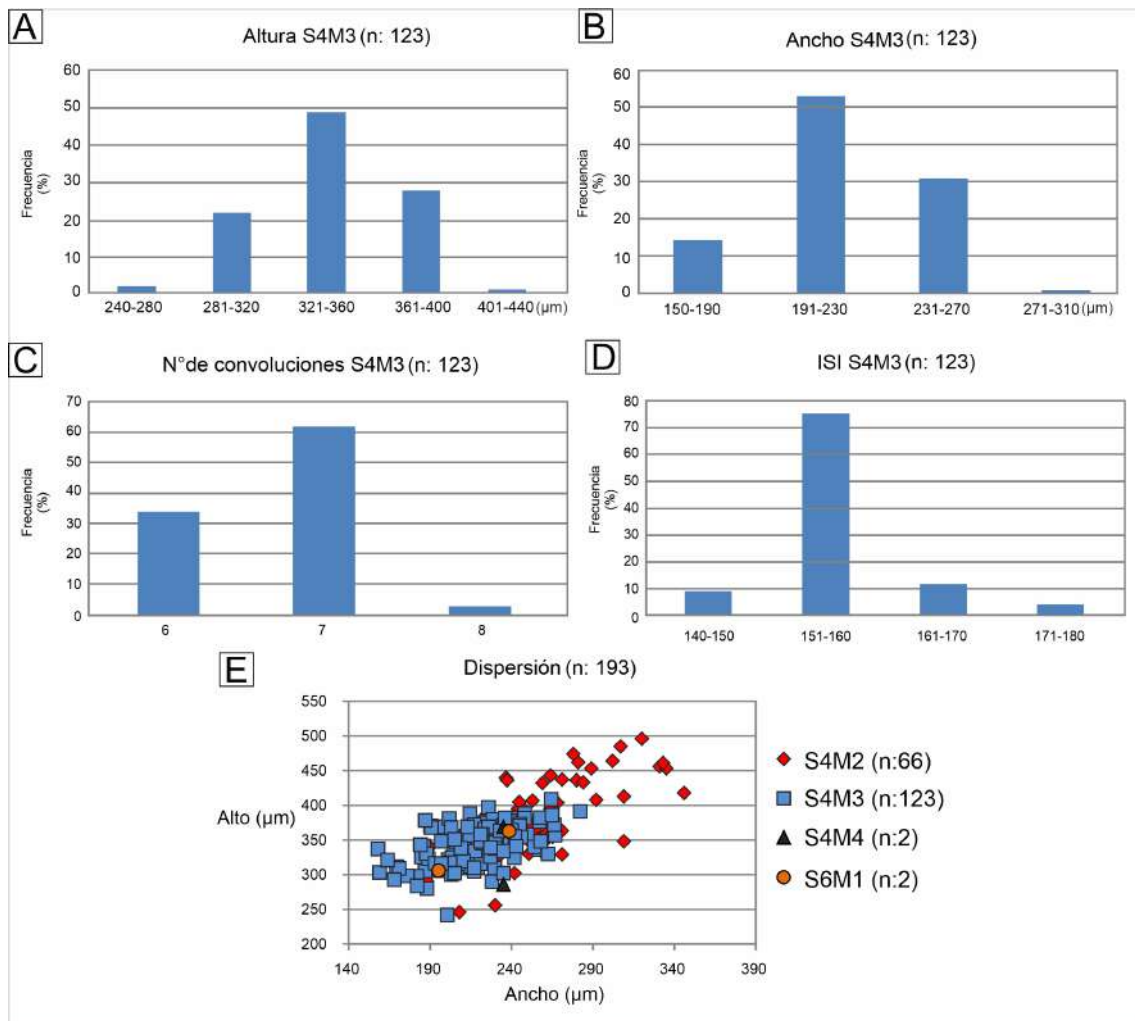 A
Altura S4M3 (n: 123)
Frecuencia
(%)
60
50
40
30
20
10
0
240-280 281-320 321-360 361-400 401-440 (µm)
B
Ancho S4M3 (n: 123)
Frecuencia
(%)
60
50
40
30
20
10
0
150-190 191-230 231-270 271-310 (µm)
C
N°de convoluciones S4M3 (n: 123)
Frecuencia
(%)
70
60
50
40
30
20
10
0
6 7 8
D
ISI S4M3 (n: 123)
Frecuencia
(%)
80
70
60
50
40
30
20
10
0
140-150 151-160 161-170 171-180
E
Dispersión (n: 193)
Alto (µm)
550
500
450
400
350
300
250
200
140 190 240 290 340 390
Ancho (µm)
S4M2 (n:66)
S4M3 (n:123)
S4M4 (n:2)
S6M1 (n:2)